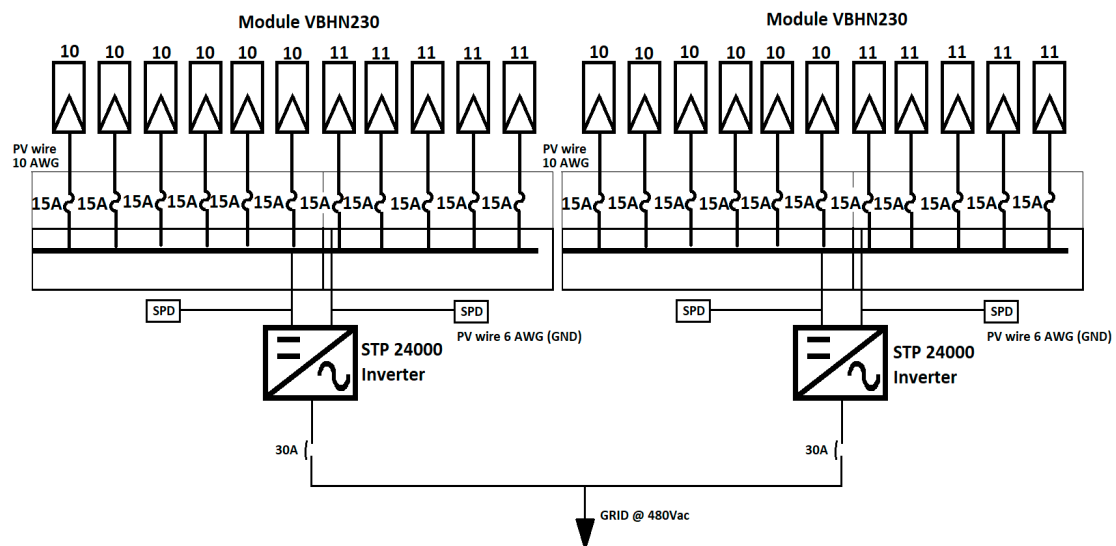 Module VBHN230
Module VBHN230
10 10 10 10 10 10 11 11 11 11 11
10 10 10 10 10 10 11 11 11 11 11
PV wire
10 AWG
PV wire
10 AWG
15A 15A 15A 15A 15A 15A 15A 15A 15A 15A 15A
15A 15A 15A 15A 15A 15A 15A 15A 15A 15A 15A
SPD
SPD
SPD
SPD
PV wire 6 AWG (GND)
PV wire 6 AWG (GND)
STP 24000
Inverter
STP 24000
Inverter
30A
30A
GRID @ 480Vac